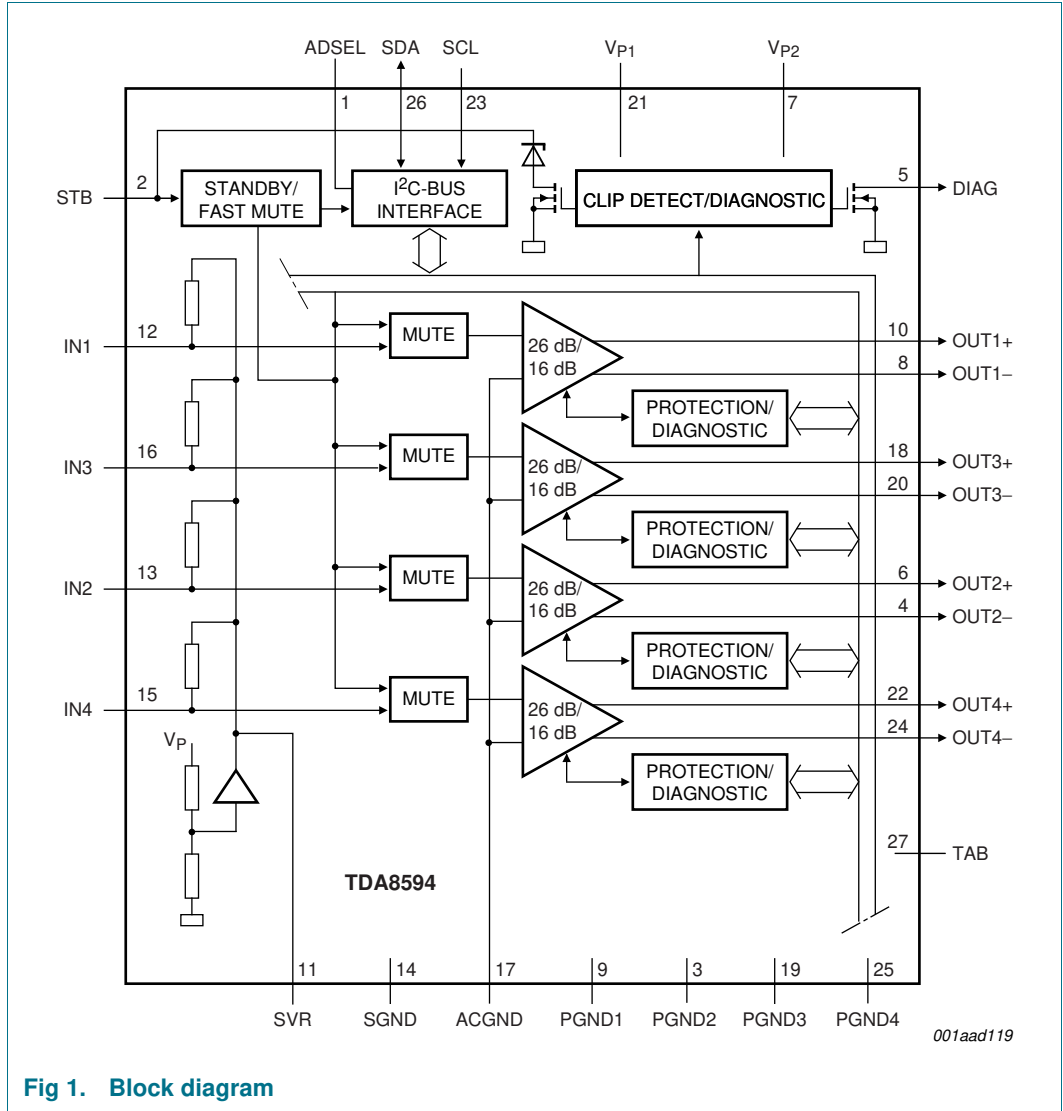 ADSEL SDA SCL VP1 VP2
1 26 23 21 7
STB 2 STANDBY/
FAST MUTE
I2C-BUS
INTERFACE
CLIP DETECT/DIAGNOSTIC
5 DIAG
IN1 12 MUTE
26 dB/
16 dB
10 OUT1+
8 OUT1−
PROTECTION/
DIAGNOSTIC
IN3 16 MUTE
26 dB/
16 dB
18 OUT3+
20 OUT3−
PROTECTION/
DIAGNOSTIC
IN2 13 MUTE
26 dB/
16 dB
6 OUT2+
4 OUT2−
PROTECTION/
DIAGNOSTIC
IN4 15 MUTE
26 dB/
16 dB
22 OUT4+
24 OUT4−
PROTECTION/
DIAGNOSTIC
VP
27 TAB
TDA8594
11 14 17 9 3 19 25
SVR SGND ACGND PGND1 PGND2 PGND3 PGND4
001aad119
Fig 1. Block diagram